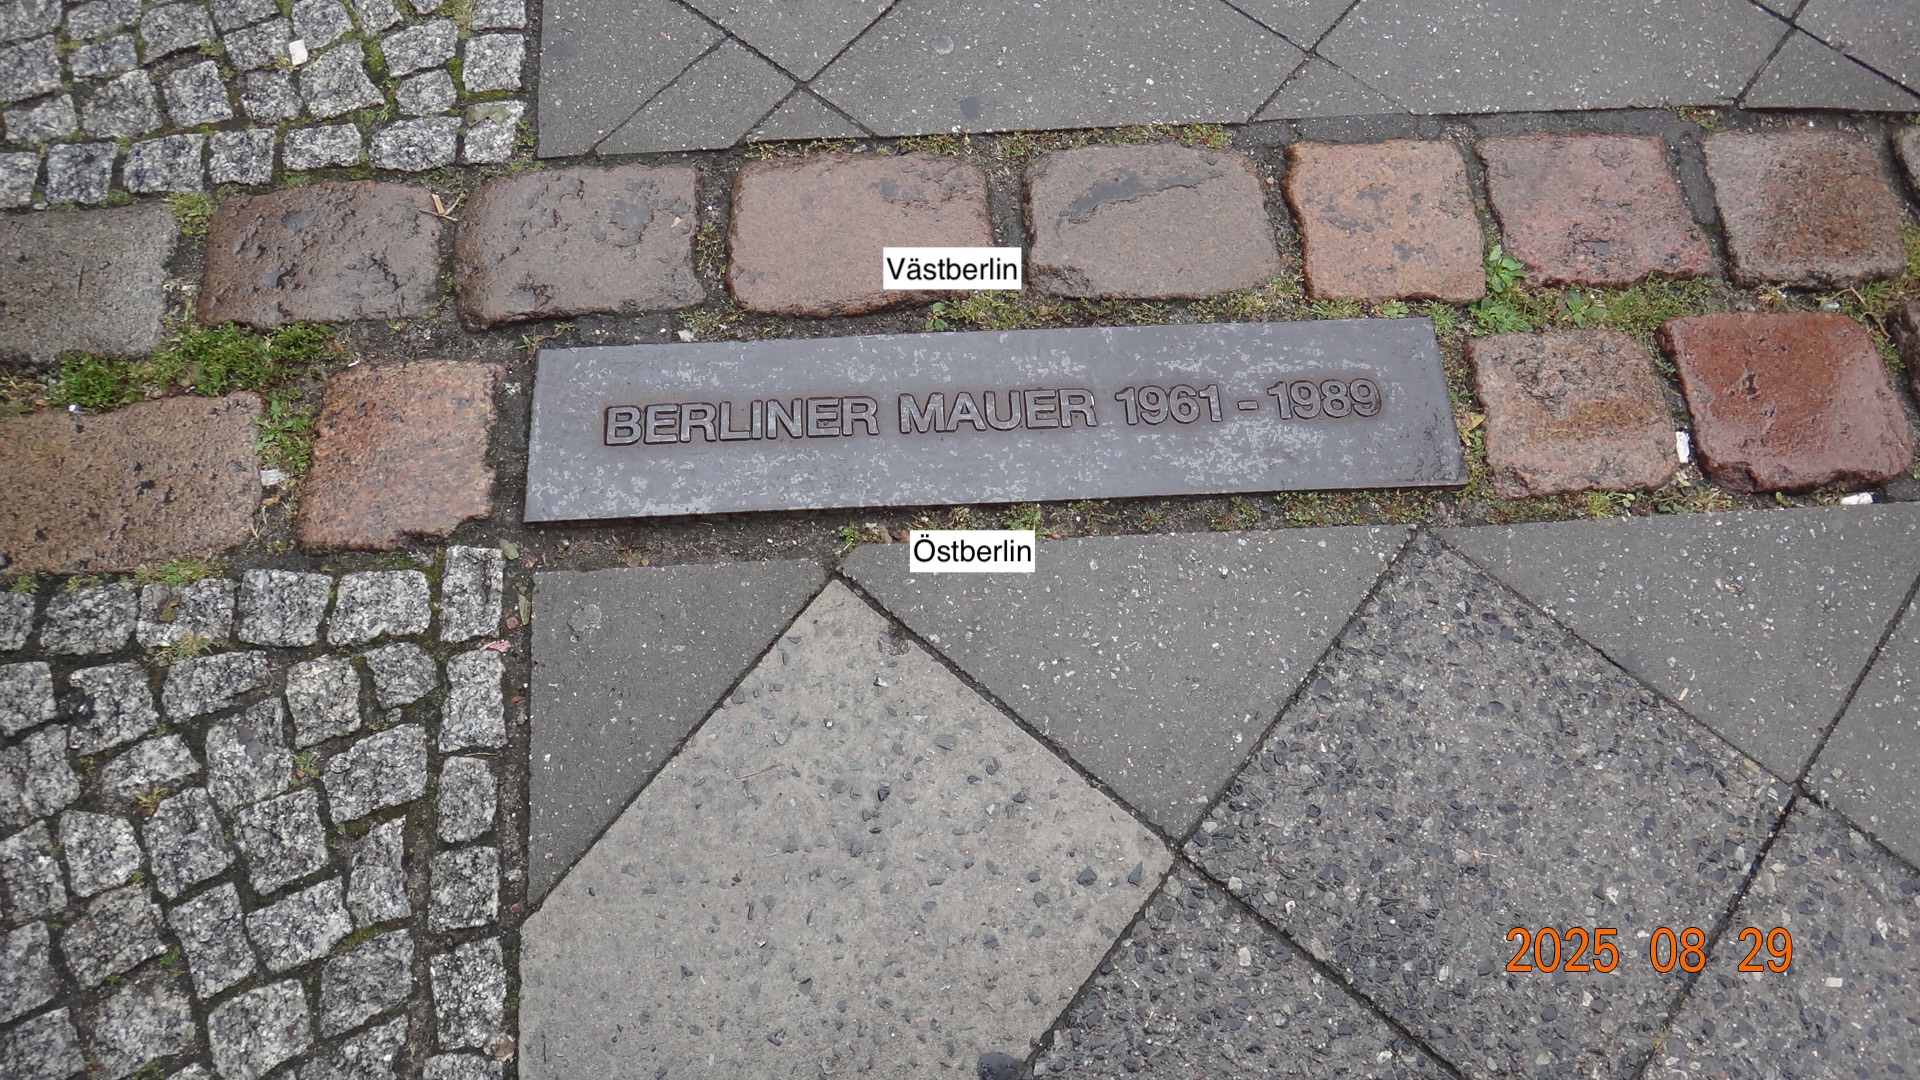 Västberlin
BERLINER MAUER 1961 - 1989
Östberlin
2025 08 29